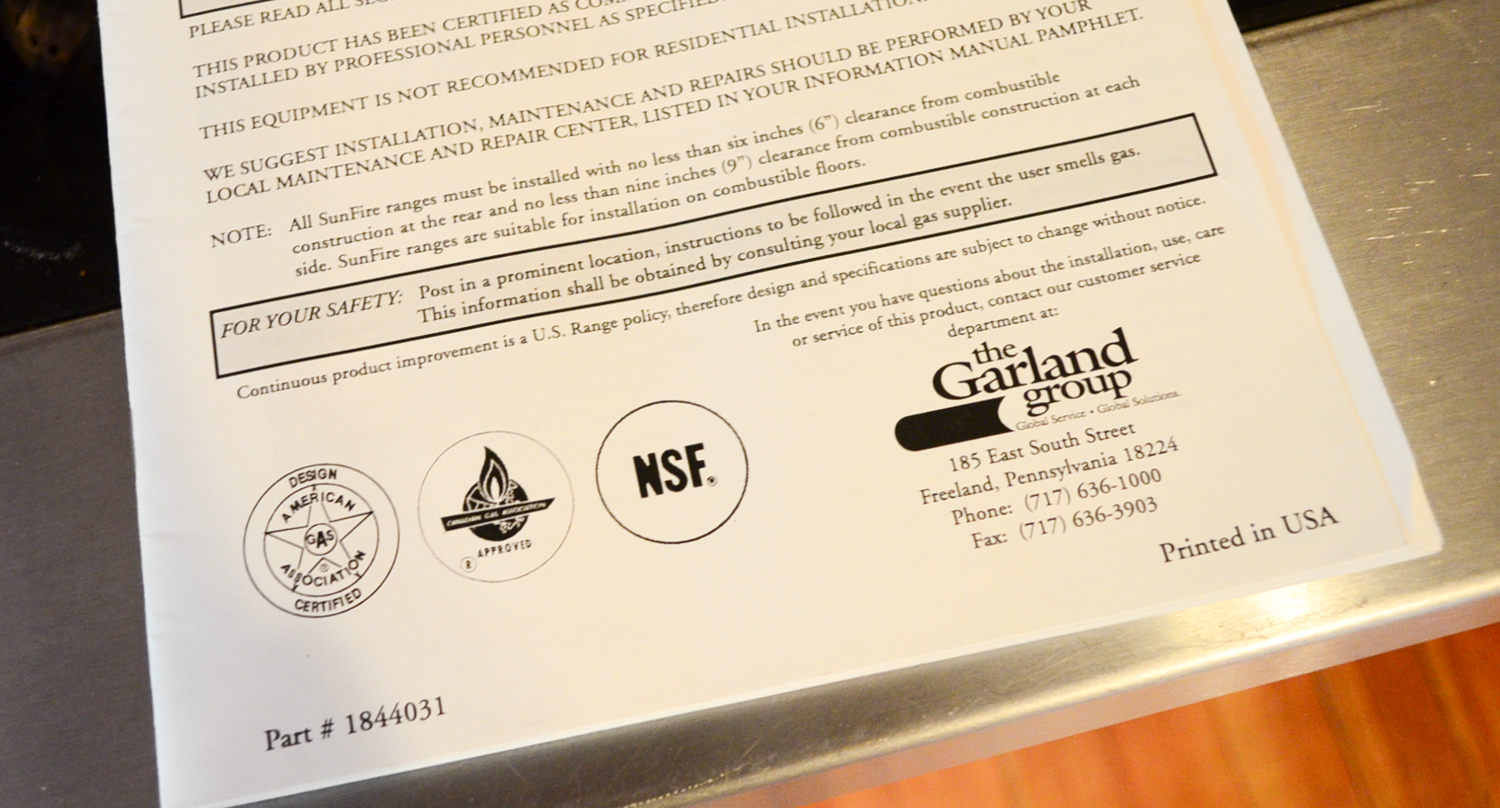 PLEASE READ ALL
THIS PRODUCT HAS BEEN CERTIFIED AS
INSTALLED BY PROFESSIONAL PERSONNEL AS SPECIFIED
THIS EQUIPMENT IS NOT RECOMMENDED FOR RESIDENTIAL INSTALLATION.
WE SUGGEST INSTALLATION, MAINTENANCE AND REPAIRS SHOULD BE PERFORMED BY YOUR
LOCAL MAINTENANCE AND REPAIR CENTER, LISTED IN YOUR INFORMATION MANUAL PAMPHLET.
NOTE: All SunFire ranges must be installed with no less than six inches (6”) clearance from combustible
construction at the rear and no less than nine inches (9”) clearance from combustible construction at each
side. SunFire ranges are suitable for installation on combustible floors.
FOR YOUR SAFETY: Post in a prominent location, instructions to be followed in the event the user smells gas.
This information shall be obtained by consulting your local gas supplier.
Continuous product improvement is a U.S. Range policy, therefore design and specifications are subject to change without notice.
In the event you have questions about the installation, use, care
or service of this product, contact our customer service
department at:
the
Garland
group
Global Service • Global Solutions.
185 East South Street
Freeland, Pennsylvania 18224
Phone: (717) 636-1000
Fax: (717) 636-3903
DESIGN
AMERICAN
GAS
®
ASSOCIATION
CERTIFIED
CANADIAN GAS ASSOCIATION
® APPROVED
NSF®
Printed in USA
Part # 1844031